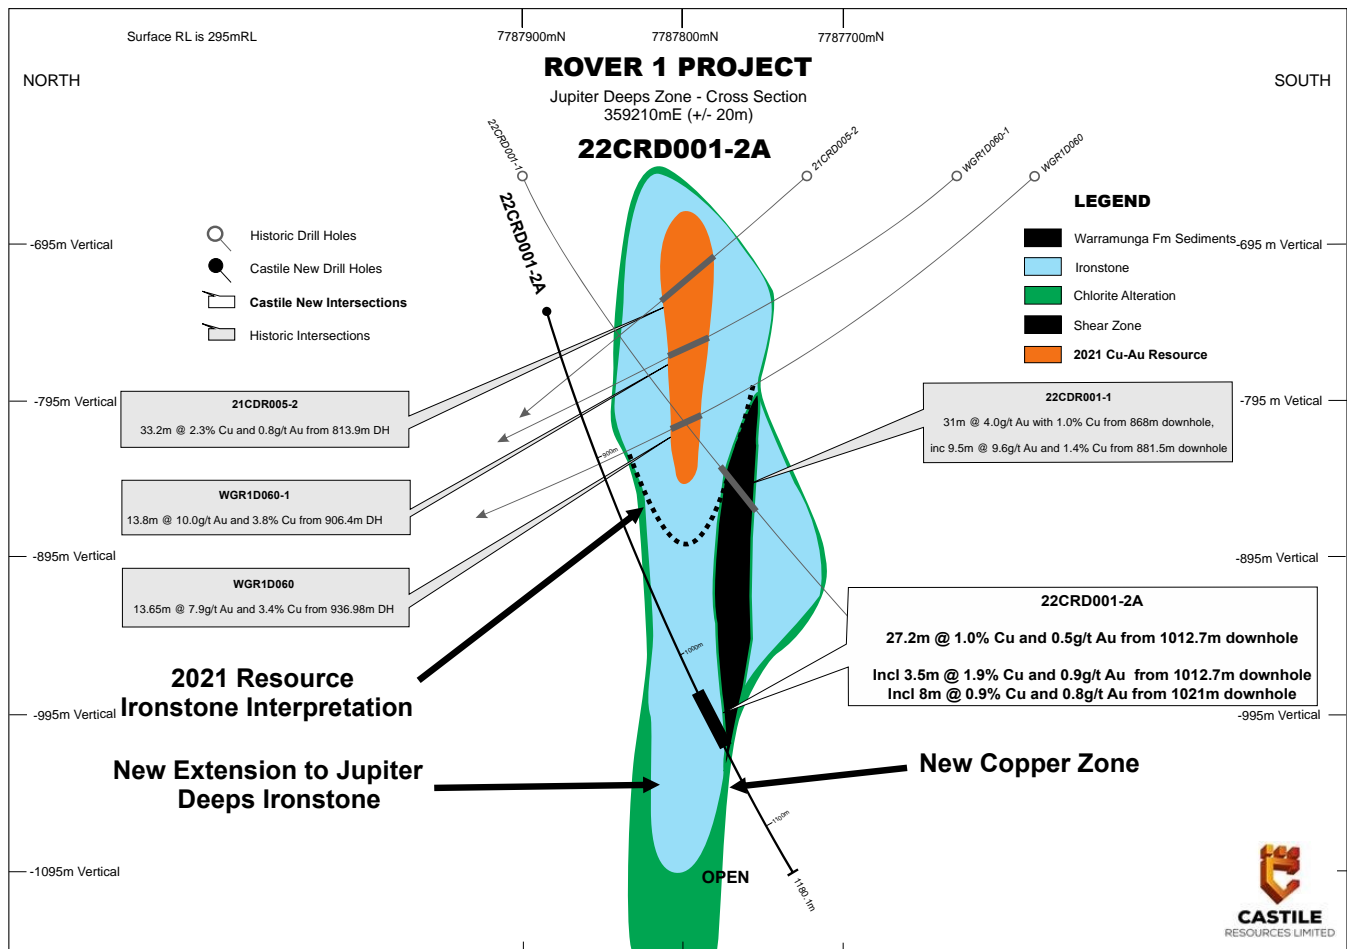 Surface RL is 295mRL
7787900mN
7787800mN
7787700mN
NORTH
SOUTH
ROVER 1 PROJECT
Jupiter Deeps Zone - Cross Section
359210mE (+/- 20m)
22CRD001-2A
22CRD001-1
21CRD005-2
WGR1D060-1
WGR1D060
22CRD001-2A
Historic Drill Holes
Castile New Drill Holes
Castile New Intersections
Historic Intersections
LEGEND
Warramunga Fm Sediments
Ironstone
Chlorite Alteration
Shear Zone
2021 Cu-Au Resource
-695m Vertical
-695 m Vertical
-795m Vertical
-795 m Vertical
-895m Vertical
-895m Vertical
-995m Vertical
-995m Vertical
-1095m Vertical
21CDR005-2
33.2m @ 2.3% Cu and 0.8g/t Au from 813.9m DH
WGR1D060-1
13.8m @ 10.0g/t Au and 3.8% Cu from 906.4m DH
WGR1D060
13.65m @ 7.9g/t Au and 3.4% Cu from 936.98m DH
22CDR001-1
31m @ 4.0g/t Au with 1.0% Cu from 868m downhole,
inc 9.5m @ 9.6g/t Au and 1.4% Cu from 881.5m downhole
22CRD001-2A
27.2m @ 1.0% Cu and 0.5g/t Au from 1012.7m downhole
Incl 3.5m @ 1.9% Cu and 0.9g/t Au from 1012.7m downhole
Incl 8m @ 0.9% Cu and 0.8g/t Au from 1021m downhole
900m
1000m
1100m
1180.1m
2021 Resource
Ironstone Interpretation
New Extension to Jupiter
Deeps Ironstone
New Copper Zone
OPEN
CASTILE
RESOURCES LIMITED